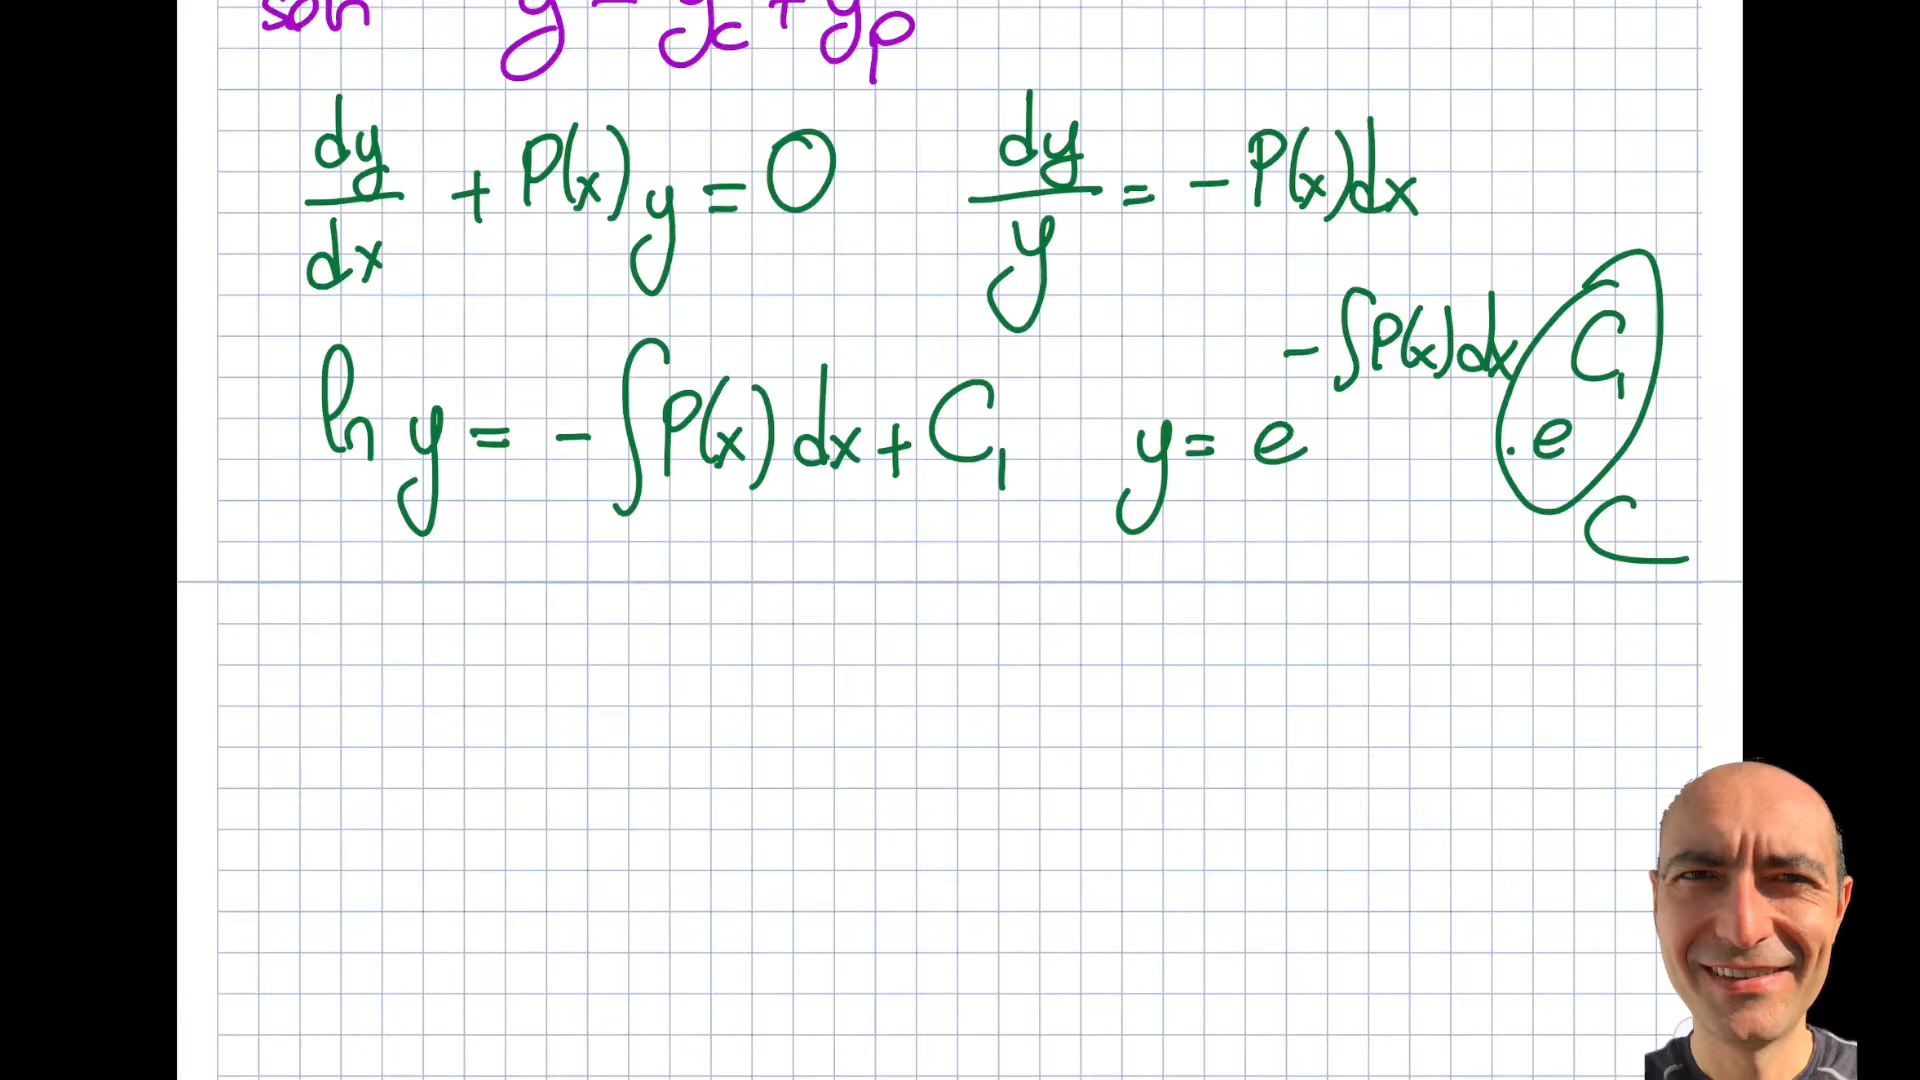 soln y = yc + yp
dy/dx + P(x)y = 0 dy/y = -P(x)dx
ln y = -∫P(x)dx + C₁ y = e^(-∫P(x)dx) . e^(C₁)
C